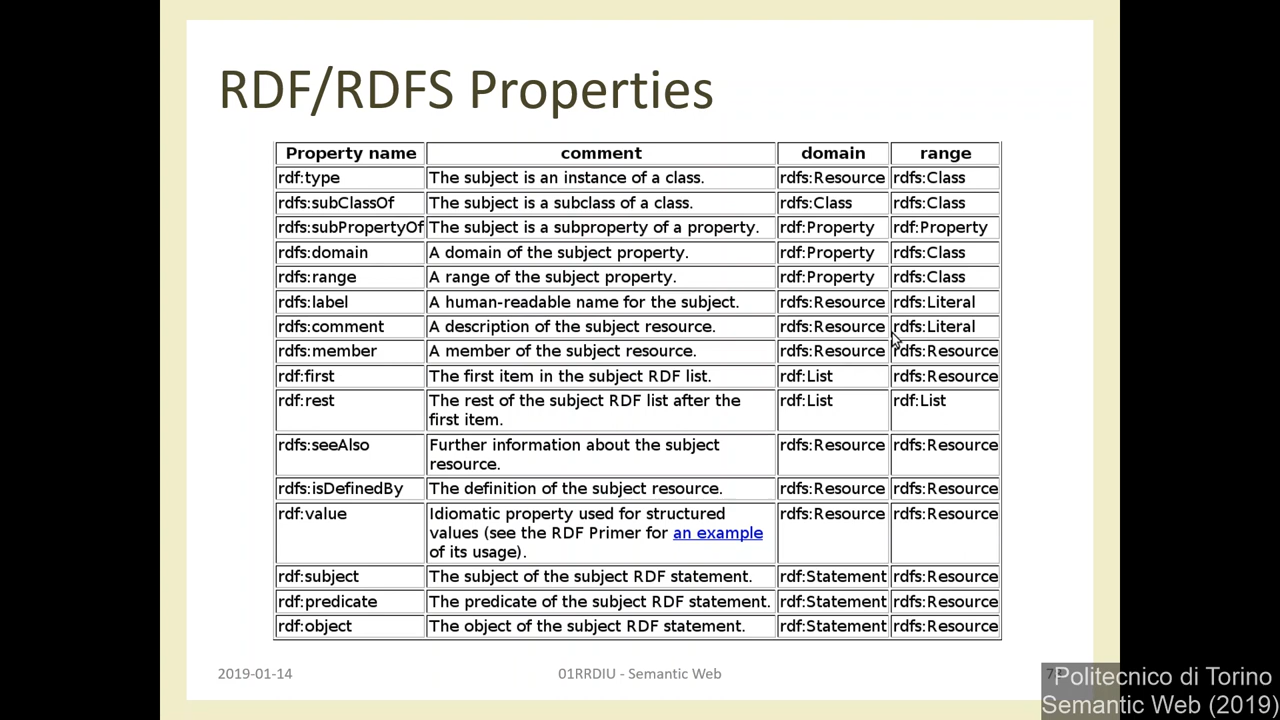 RDF/RDFS Properties
Property name comment domain range
rdf:type The subject is an instance of a class. rdfs:Resource rdfs:Class
rdfs:subClassOf The subject is a subclass of a class. rdfs:Class rdfs:Class
rdfs:subPropertyOf The subject is a subproperty of a property. rdf:Property rdf:Property
rdfs:domain A domain of the subject property. rdf:Property rdfs:Class
rdfs:range A range of the subject property. rdf:Property rdfs:Class
rdfs:label A human-readable name for the subject. rdfs:Resource rdfs:Literal
rdfs:comment A description of the subject resource. rdfs:Resource rdfs:Literal
rdfs:member A member of the subject resource. rdfs:Resource rdfs:Resource
rdf:first The first item in the subject RDF list. rdf:List rdfs:Resource
rdf:rest The rest of the subject RDF list after the rdf:List rdf:List
first item.
rdfs:seeAlso Further information about the subject rdfs:Resource rdfs:Resource
resource.
rdfs:isDefinedBy The definition of the subject resource. rdfs:Resource rdfs:Resource
rdf:value Idiomatic property used for structured rdfs:Resource rdfs:Resource
values (see the RDF Primer for an example
of its usage).
rdf:subject The subject of the subject RDF statement. rdf:Statement rdfs:Resource
rdf:predicate The predicate of the subject RDF statement. rdf:Statement rdfs:Resource
rdf:object The object of the subject RDF statement. rdf:Statement rdfs:Resource
2019-01-14 01RRDIU - Semantic Web
Politecnico di Torino
Semantic Web (2019)